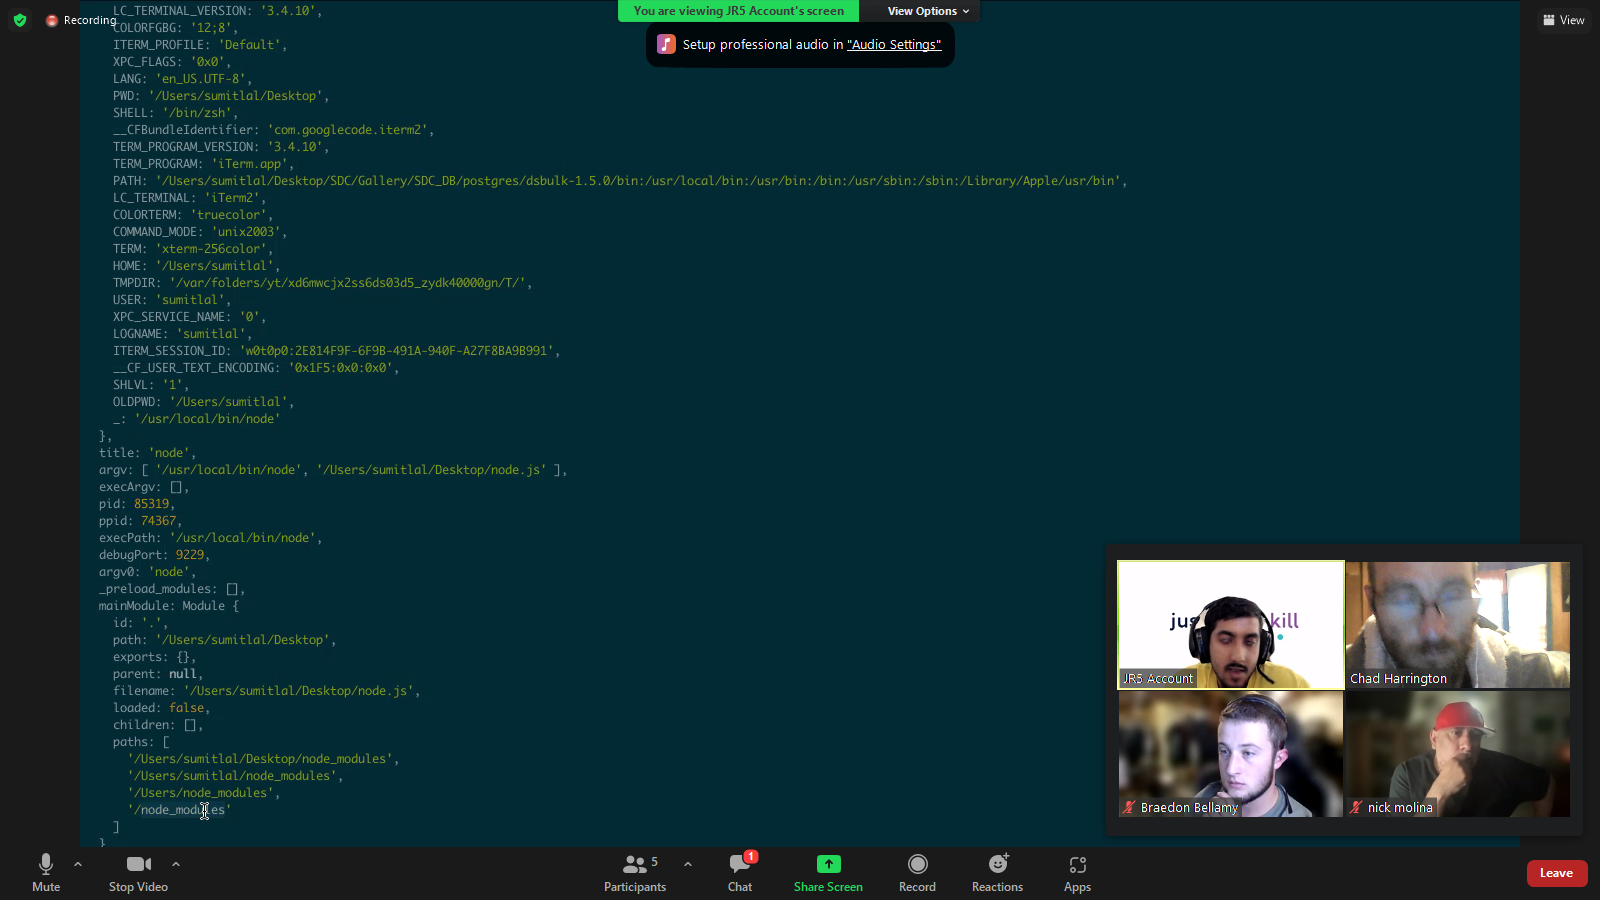 LC_TERMINAL_VERSION: '3.4.10',
You are viewing JR5 Account's screen
View Options
Recording
View
COLORFGBG: '12;8',
ITERM_PROFILE: 'Default',
Setup professional audio in "Audio Settings"
XPC_FLAGS: '0x0',
LANG: 'en_US.UTF-8',
PWD: '/Users/sumitlal/Desktop',
SHELL: '/bin/zsh',
__CFBundleIdentifier: 'com.googlecode.iterm2',
TERM_PROGRAM_VERSION: '3.4.10',
TERM_PROGRAM: 'iTerm.app',
PATH: '/Users/sumitlal/Desktop/SDC/Gallery/SDC_DB/postgres/dsbulk-1.5.0/bin:/usr/local/bin:/usr/bin:/bin:/usr/sbin:/sbin:/Library/Apple/usr/bin',
LC_TERMINAL: 'iTerm2',
COLORTERM: 'truecolor',
COMMAND_MODE: 'unix2003',
TERM: 'xterm-256color',
HOME: '/Users/sumitlal',
TMPDIR: '/var/folders/yt/xd6mwcjx2ss6ds03d5_zydk40000gn/T/',
USER: 'sumitlal',
XPC_SERVICE_NAME: '0',
LOGNAME: 'sumitlal',
ITERM_SESSION_ID: 'w0t0p0:2E814F9F-6F9B-491A-940F-A27F8BA9B991',
__CF_USER_TEXT_ENCODING: '0x1F5:0x0:0x0',
SHLVL: '1',
OLDPWD: '/Users/sumitlal',
_: '/usr/local/bin/node'
},
title: 'node',
argv: [ '/usr/local/bin/node', '/Users/sumitlal/Desktop/node.js' ],
execArgv: [],
pid: 85319,
ppid: 74367,
execPath: '/usr/local/bin/node',
debugPort: 9229,
argv0: 'node',
_preload_modules: [],
mainModule: Module {
id: '.',
path: '/Users/sumitlal/Desktop',
exports: {},
parent: null,
filename: '/Users/sumitlal/Desktop/node.js',
loaded: false,
children: [],
paths: [
'/Users/sumitlal/Desktop/node_modules',
'/Users/sumitlal/node_modules',
'/Users/node_modules',
'/node_modules'
]
}
JR5 Account
Chad Harrington
Braedon Bellamy
nick molina
5
1
Mute
Stop Video
Participants
Chat
Share Screen
Record
Reactions
Apps
Leave